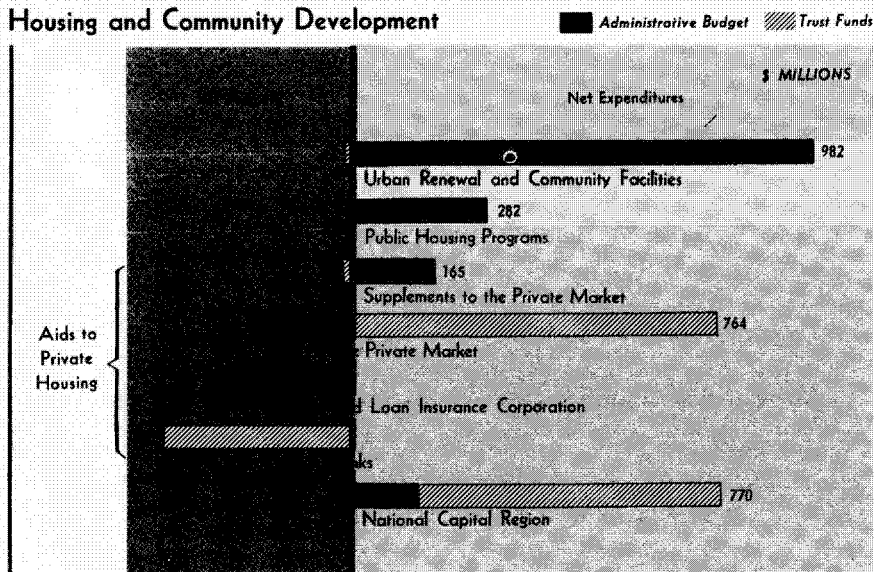 Housing and Community Development
Administrative Budget
Trust Funds
$ MILLIONS
Net Expenditures
982
Urban Renewal and Community Facilities
282
Public Housing Programs
165
Supplements to the Private Market
764
Private Market
Aids to
Private
Housing
Loan Insurance Corporation
770
National Capital Region